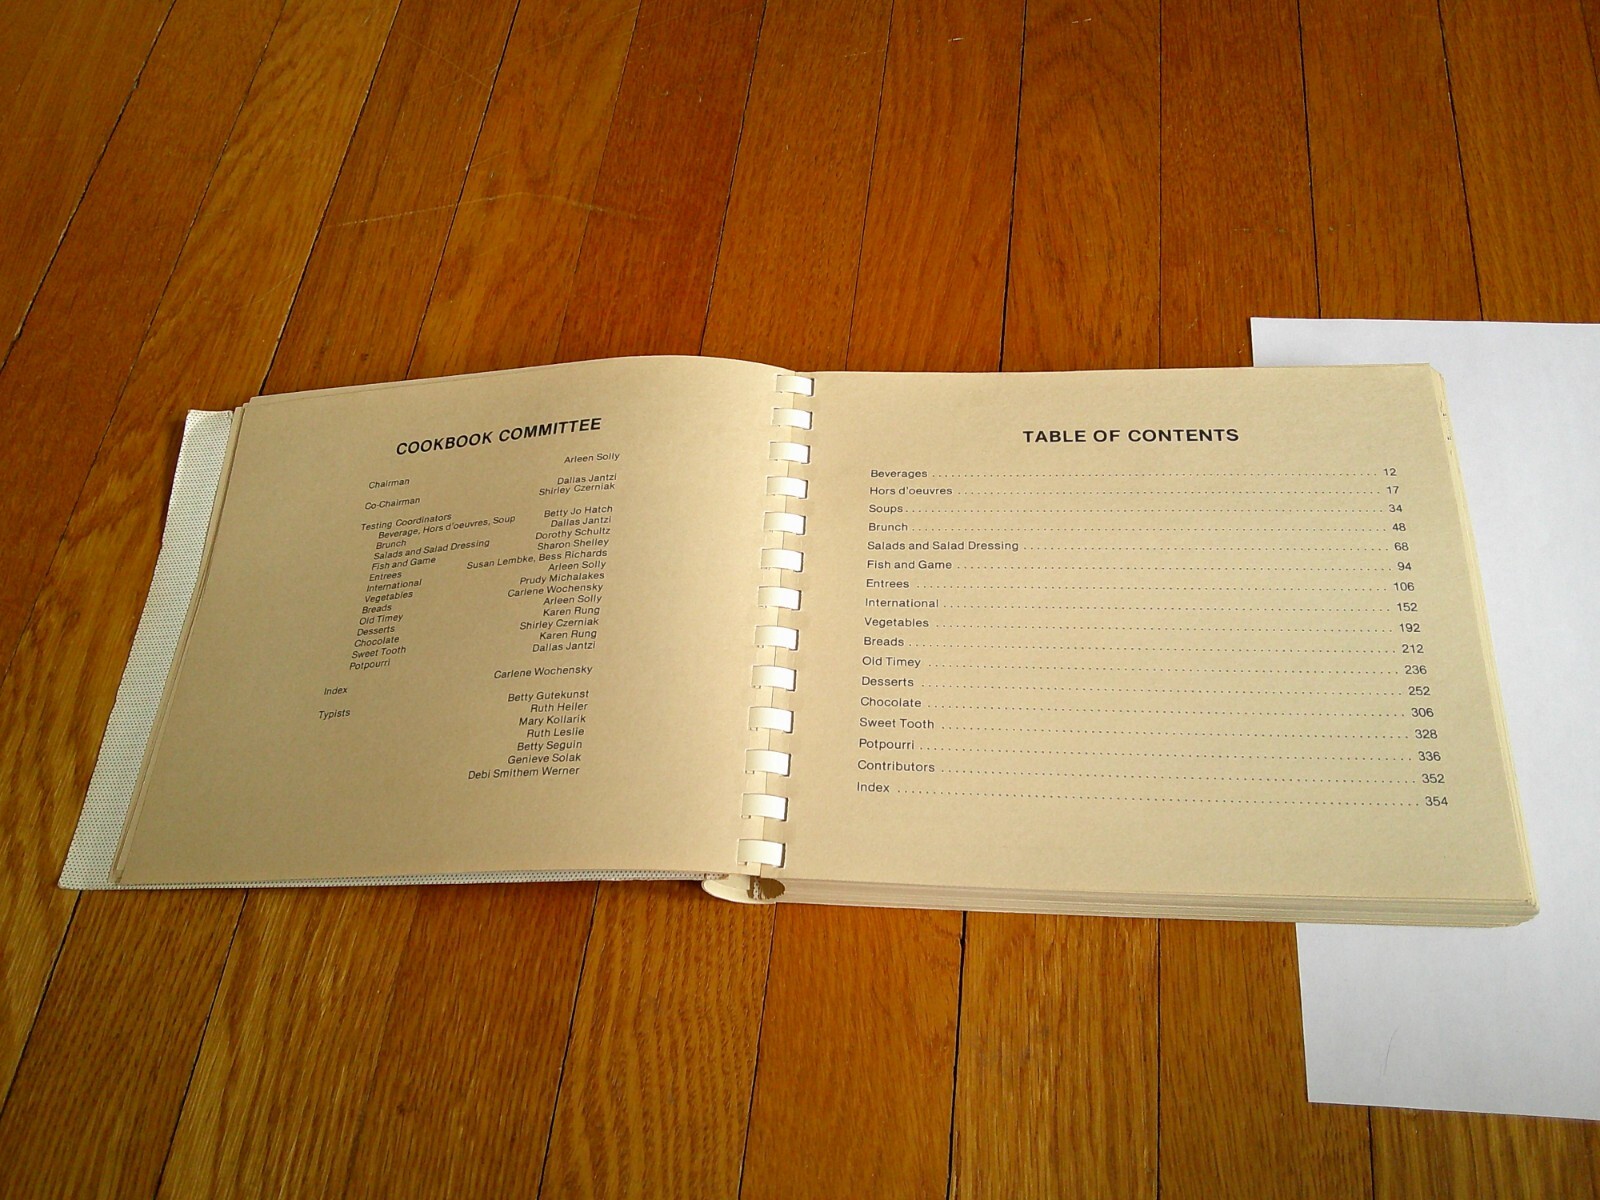 COOKBOOK COMMITTEE
Chairman Arleen Solly
Co-Chairman Dallas Jantzi
Shirley Czerniak
Testing Coordinators
Beverage, Hors d'oeuvres, Soup Betty Jo Hatch
Brunch Dallas Jantzi
Salads and Salad Dressing Dorothy Schultz
Fish and Game Sharon Shelley
Entrees Susan Lembke, Bess Richards
International Arleen Solly
Vegetables Prudy Michalakes
Breads Carlene Wochensky
Old Timey Arleen Solly
Desserts Karen Rung
Chocolate Shirley Czerniak
Sweet Tooth Karen Rung
Potpourri Dallas Jantzi
Index Carlene Wochensky
Typists Betty Gutekunst
Ruth Heiler
Mary Kollarik
Ruth Leslie
Betty Seguin
Genieve Solak
Debi Smithem Werner
TABLE OF CONTENTS
Beverages 12
Hors d'oeuvres 17
Soups 34
Brunch 48
Salads and Salad Dressing 68
Fish and Game 94
Entrees 106
International 152
Vegetables 192
Breads 212
Old Timey 236
Desserts 252
Chocolate 306
Sweet Tooth 328
Potpourri 336
Contributors 352
Index 354